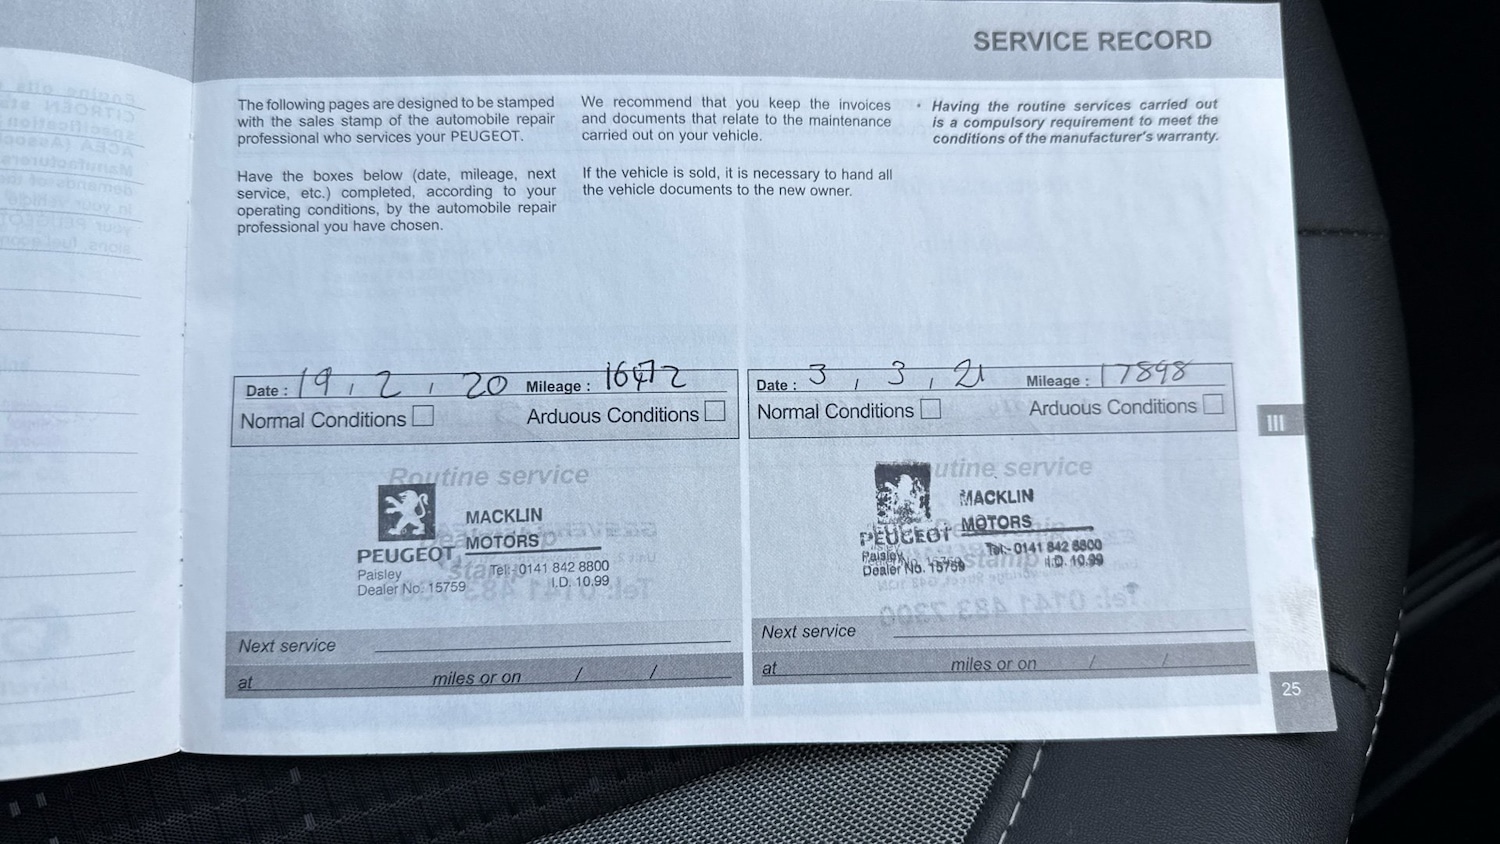 SERVICE RECORD
The following pages are designed to be stamped
with the sales stamp of the automobile repair
professional who services your PEUGEOT.
Have the boxes below (date, mileage, next
service, etc.) completed, according to your
operating conditions, by the automobile repair
professional you have chosen.
We recommend that you keep the invoices
and documents that relate to the maintenance
carried out on your vehicle.
If the vehicle is sold, it is necessary to hand all
the vehicle documents to the new owner.
• Having the routine services carried out
is a compulsory requirement to meet the
conditions of the manufacturer's warranty.
Date : 19 / 2 / 20 Mileage : 16472
Normal Conditions Arduous Conditions
Routine service
MACKLIN
MOTORS
PEUGEOT
Paisley
Tel:- 0141 842 8800
Dealer No. 15759
I.D. 10.99
Next service
at miles or on / /
Date : 3 / 3 / 21 Mileage : 17898
Normal Conditions Arduous Conditions
utine service
MACKLIN
MOTORS
PEUGEOT
Paisley
Tel:- 0141 842 8800
Dealer No. 15759
stamp
I.D. 10.99
Next service
at miles or on / /
III
25